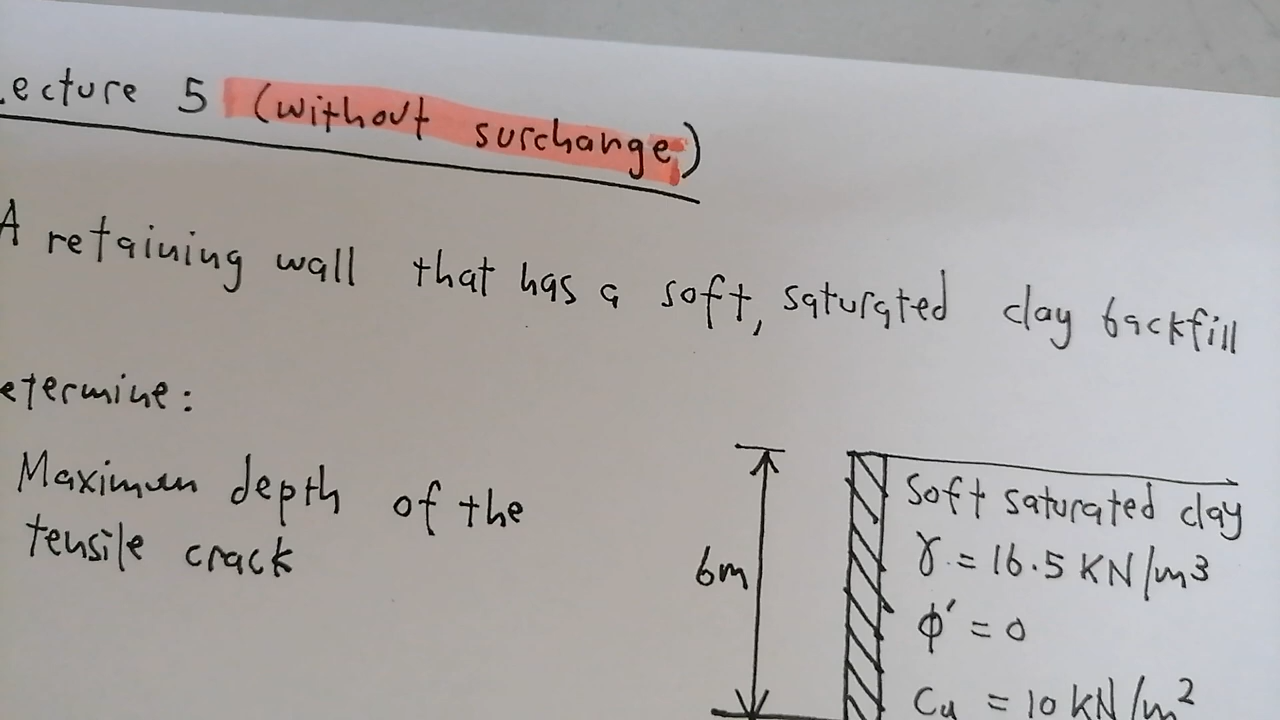 ecture 5 (without surchange)
A retaining wall that has a soft, saturated clay backfill
etermine:
Maximum depth of the
tensile crack
6m
Soft saturated clay
γ = 16.5 KN/m3
ϕ' = 0
Cu = 10 KN/m²